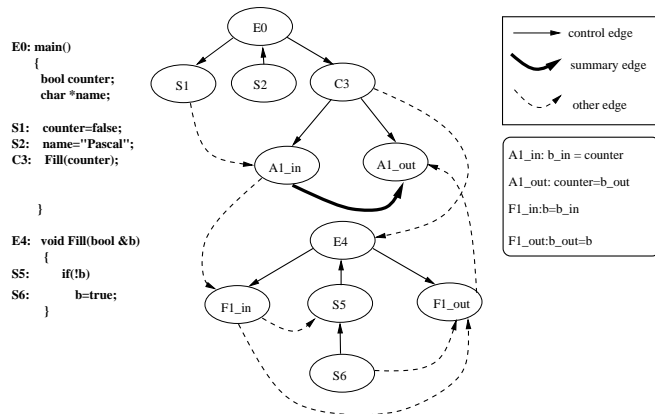 E0: main()
{
bool counter;
char *name;
S1: counter=false;
S2: name="Pascal";
C3: Fill(counter);
}
E4: void Fill(bool &b)
{
S5: if(!b)
S6: b=true;
}
E0
S1
S2
C3
A1_in
A1_out
E4
F1_in
S5
F1_out
S6
control edge
summary edge
other edge
A1_in: b_in = counter
A1_out: counter=b_out
F1_in:b=b_in
F1_out:b_out=b